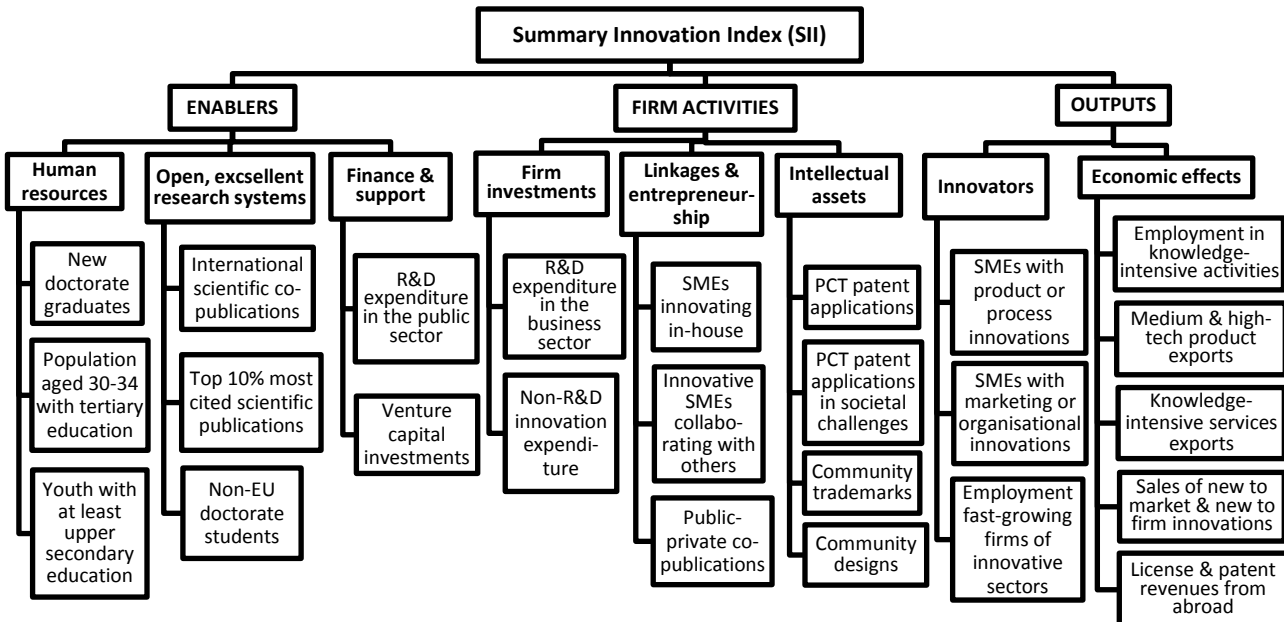 Summary Innovation Index (SII)
ENABLERS
FIRM ACTIVITIES
OUTPUTS
Human
resources
Open, excsellent
research systems
Finance &
support
Firm
investments
Linkages &
entrepreneur-
ship
Intellectual
assets
Innovators
Economic effects
New
doctorate
graduates
Population
aged 30-34
with tertiary
education
Youth with
at least
upper
secondary
education
International
scientific co-
publications
Top 10% most
cited scientific
publications
Non-EU
doctorate
students
R&D
expenditure
in the public
sector
Venture
capital
investments
R&D
expenditure
in the
business
sector
Non-R&D
innovation
expendi-
ture
SMEs
innovating
in-house
Innovative
SMEs
collabo-
rating with
others
Public-
private co-
publications
PCT patent
applications
PCT patent
applications
in societal
challenges
Community
trademarks
Community
designs
SMEs with
product or
process
innovations
SMEs with
marketing or
organisational
innovations
Employment
fast-growing
firms of
innovative
sectors
Employment in
knowledge-
intensive activities
Medium & high-
tech product
exports
Knowledge-
intensive services
exports
Sales of new to
market & new to
firm innovations
License & patent
revenues from
abroad